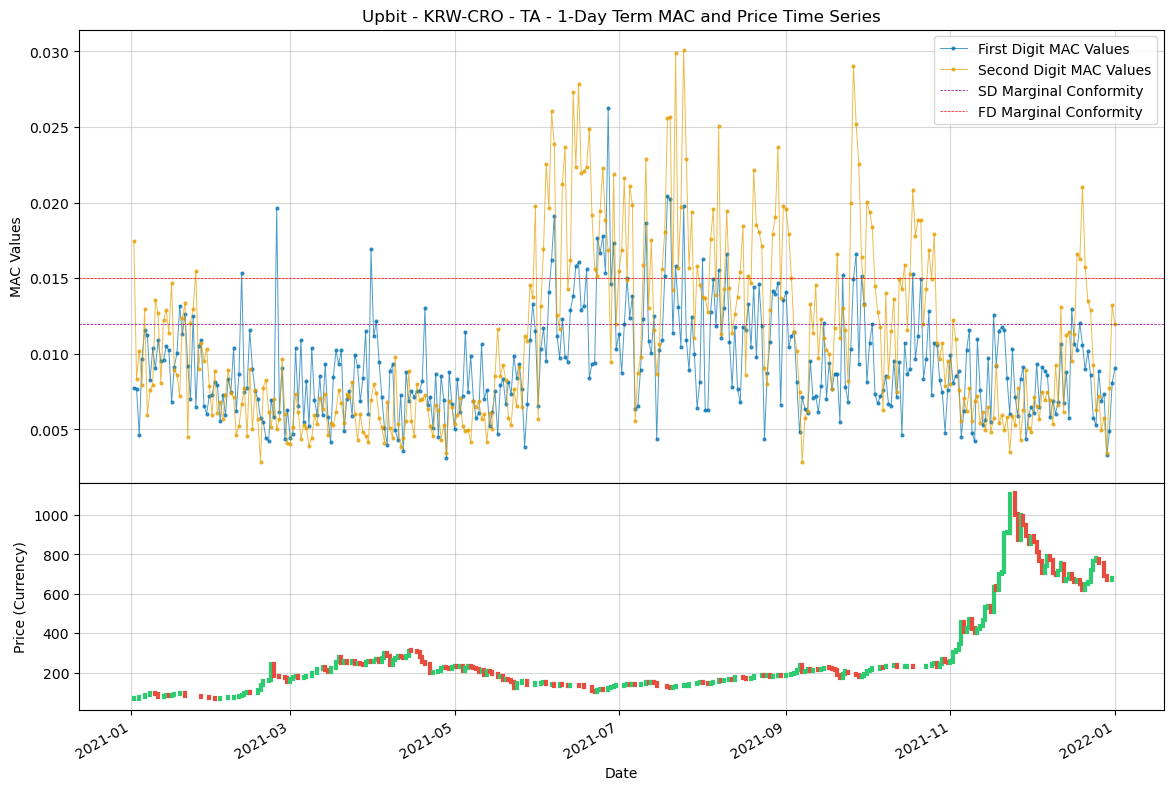 Upbit - KRW-CRO - TA - 1-Day Term MAC and Price Time Series
First Digit MAC Values
Second Digit MAC Values
SD Marginal Conformity
FD Marginal Conformity
MAC Values
0.030
0.025
0.020
0.015
0.010
0.005
Price (Currency)
1000
800
600
400
200
2021-01
2021-03
2021-05
2021-07
2021-09
2021-11
2022-01
Date